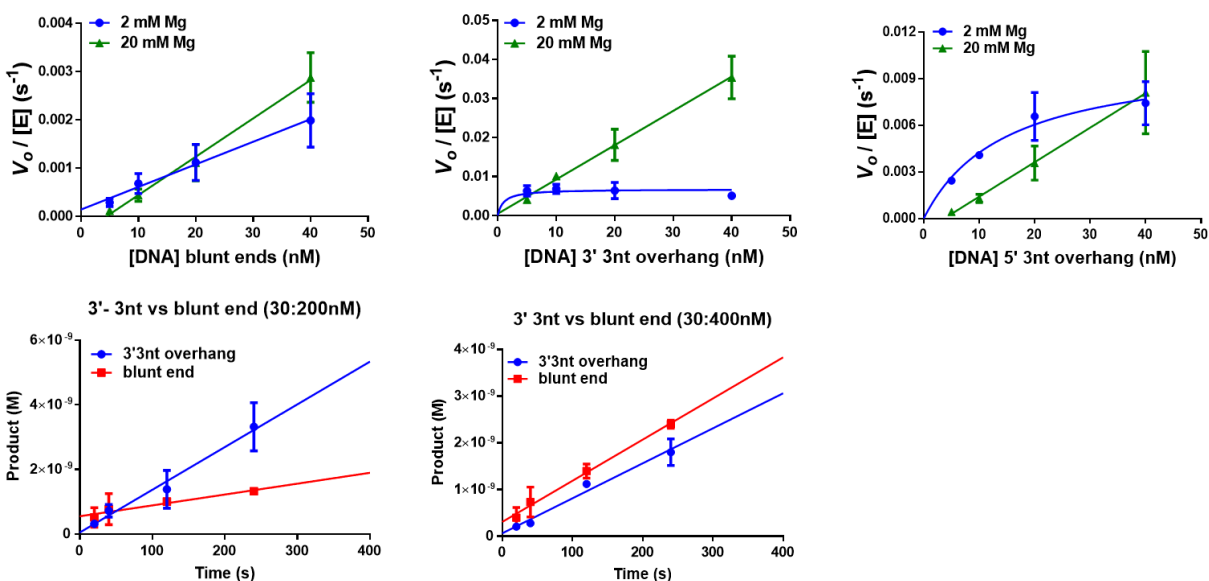 2 mM Mg
20 mM Mg
V₀ / [E] (s⁻¹)
0.004
0.003
0.002
0.001
0.000
0 10 20 30 40 50
[DNA] blunt ends (nM)
2 mM Mg
20 mM Mg
V₀ / [E] (s⁻¹)
0.05
0.04
0.03
0.02
0.01
0.00
0 10 20 30 40 50
[DNA] 3' 3nt overhang (nM)
2 mM Mg
20 mM Mg
V₀ / [E] (s⁻¹)
0.012
0.009
0.006
0.003
0.000
0 10 20 30 40 50
[DNA] 5' 3nt overhang (nM)
3'- 3nt vs blunt end (30:200nM)
3'3nt overhang
blunt end
Product (M)
6×10⁻⁹
4×10⁻⁹
2×10⁻⁹
0
0 100 200 300 400
Time (s)
3' 3nt vs blunt end (30:400nM)
3'3nt overhang
blunt end
Product (M)
4×10⁻⁹
3×10⁻⁹
2×10⁻⁹
1×10⁻⁹
0
0 100 200 300 400
Time (s)